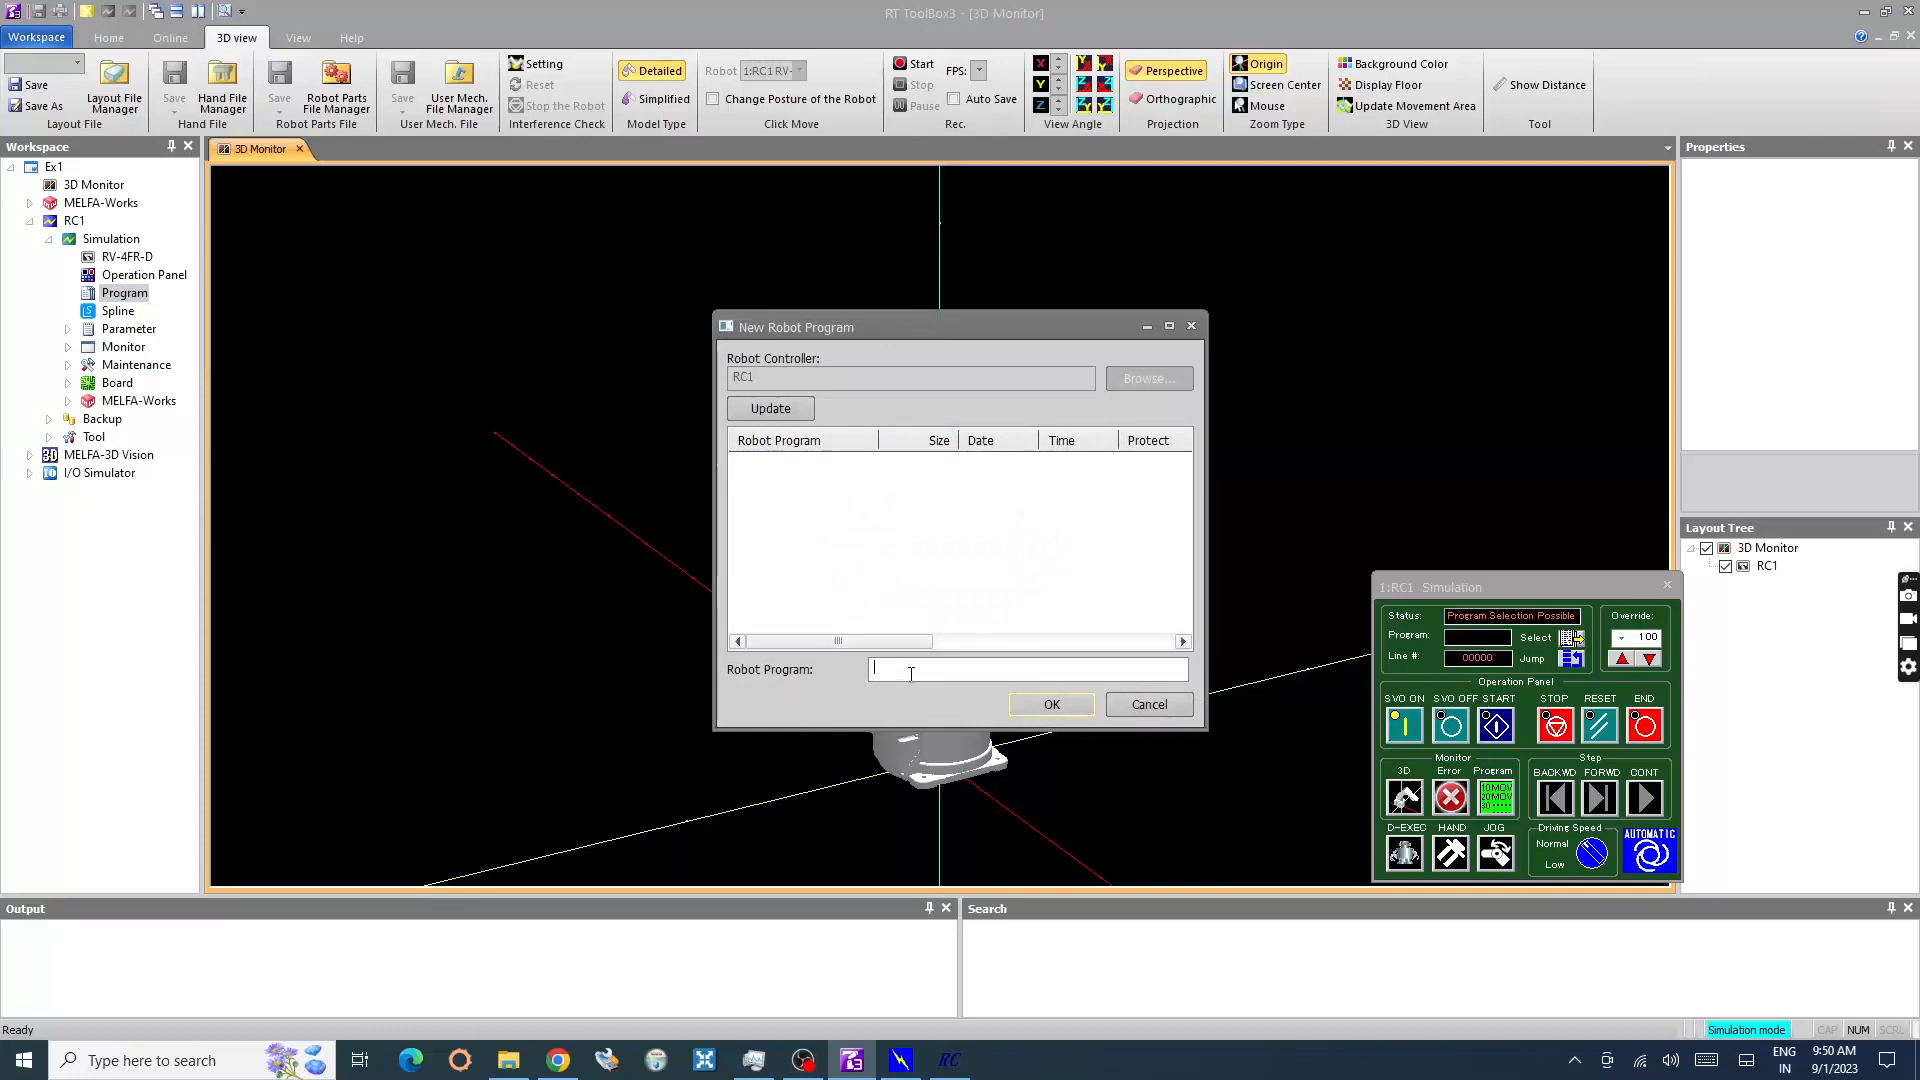 RT ToolBox3 - [3D Monitor]
Workspace
Home
Online
3D view
View
Help
Save
Save As
Layout File Manager
Layout File
Save
Hand File Manager
Hand File
Save
Robot Parts File Manager
Robot Parts File
Save
User Mech. File Manager
User Mech. File
Setting
Reset
Stop the Robot
Interference Check
Detailed
Simplified
Model Type
Robot 1:RC1 RV-
Change Posture of the Robot
Click Move
Start
FPS:
Stop
Auto Save
Pause
Rec.
X
Y
Z
View Angle
Perspective
Orthographic
Projection
Origin
Screen Center
Mouse
Zoom Type
Background Color
Display Floor
Update Movement Area
3D View
Show Distance
Tool
Workspace
Ex1
3D Monitor
MELFA-Works
RC1
Simulation
RV-4FR-D
Operation Panel
Program
Spline
Parameter
Monitor
Maintenance
Board
MELFA-Works
Backup
Tool
MELFA-3D Vision
I/O Simulator
3D Monitor
New Robot Program
Robot Controller:
RC1
Browse...
Update
Robot Program Size Date Time Protect
Robot Program:
OK
Cancel
Properties
Layout Tree
3D Monitor
RC1
1:RC1 Simulation
Status: Program Selection Possible
Override:
Program: Select
100
Line #: 00000 Jump
Operation Panel
SVO ON SVO OFF START STOP RESET END
Monitor
Step
3D Error Program
10MOV
20MOV
BACKWD FORWD CONT
D-EXEC HAND JOG
Driving Speed
Normal
Low
AUTOMATIC
Output
Search
Ready
Simulation mode
CAP NUM SCRL
Type here to search
RC
ENG
IN
9:50 AM
9/1/2023